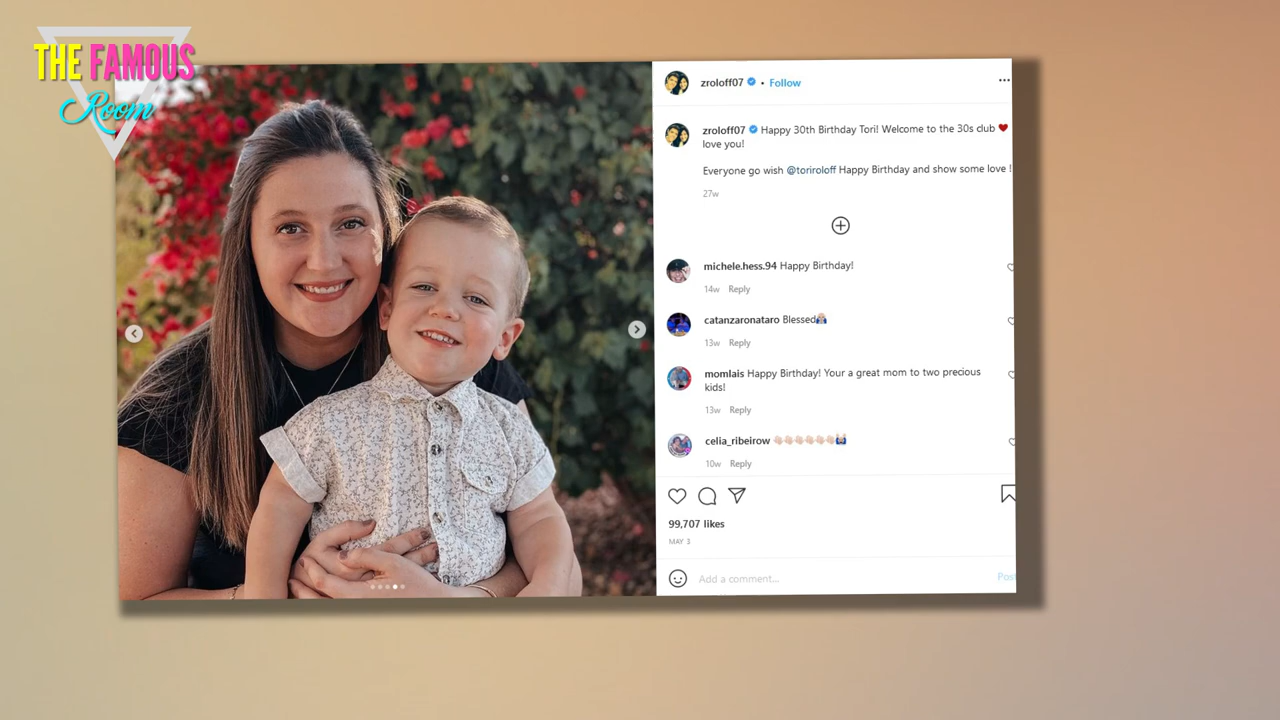 THE FAMOUS
Room
zroloff07 • Follow
zroloff07 Happy 30th Birthday Tori! Welcome to the 30s club ❤️
love you!
Everyone go wish @toriroloff Happy Birthday and show some love !
27w
michele.hess.94 Happy Birthday!
14w Reply
catanzaronataro Blessed🙌🏻
13w Reply
momlais Happy Birthday! Your a great mom to two precious
kids!
13w Reply
celia_ribeirow 👏🏻👏🏻👏🏻👏🏻👏🏻👏🏻🙌🏻
10w Reply
99,707 likes
MAY 3
Add a comment... Post